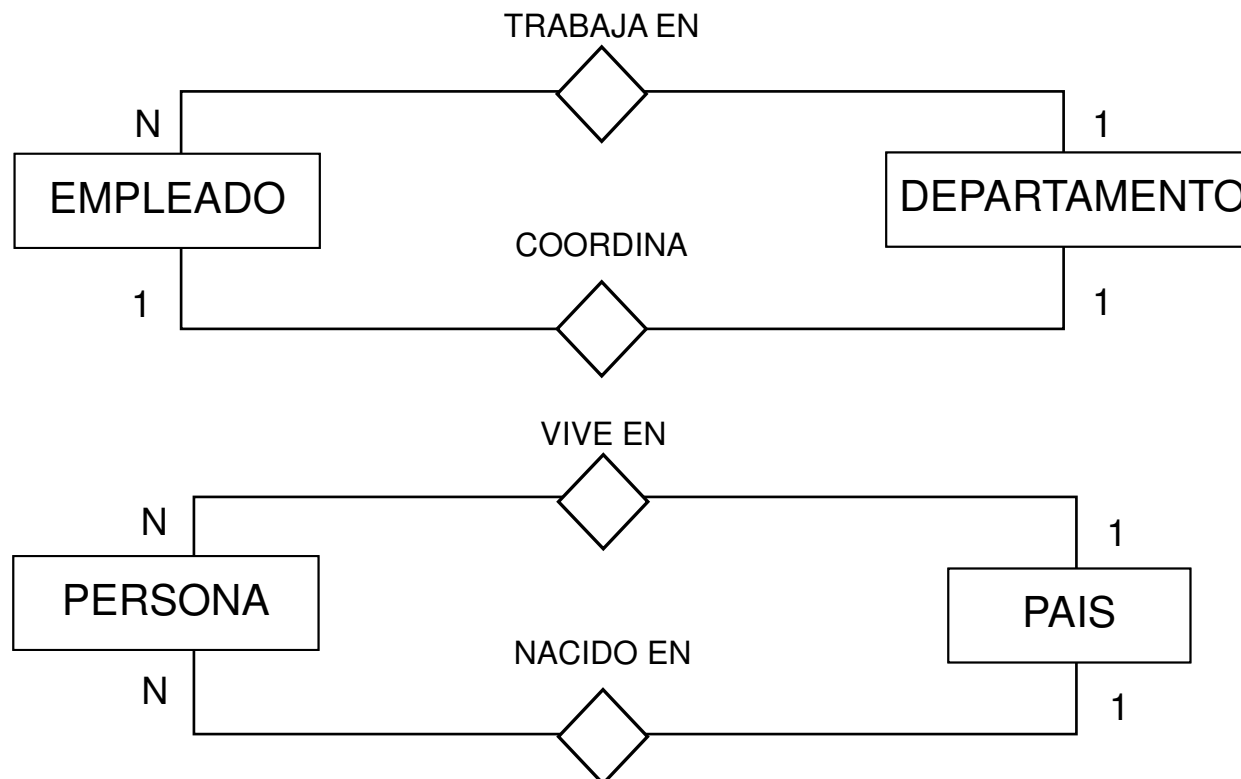 TRABAJA EN
N 1
EMPLEADO DEPARTAMENTO
COORDINA
1 1
VIVE EN
N 1
PERSONA PAIS
NACIDO EN
N 1